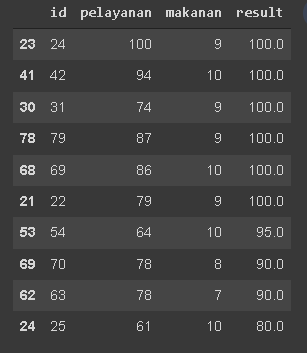 id pelayanan makanan result
23 24 100 9 100.0
41 42 94 10 100.0
30 31 74 9 100.0
78 79 87 9 100.0
68 69 86 10 100.0
21 22 79 9 100.0
53 54 64 10 95.0
69 70 78 8 90.0
62 63 78 7 90.0
24 25 61 10 80.0